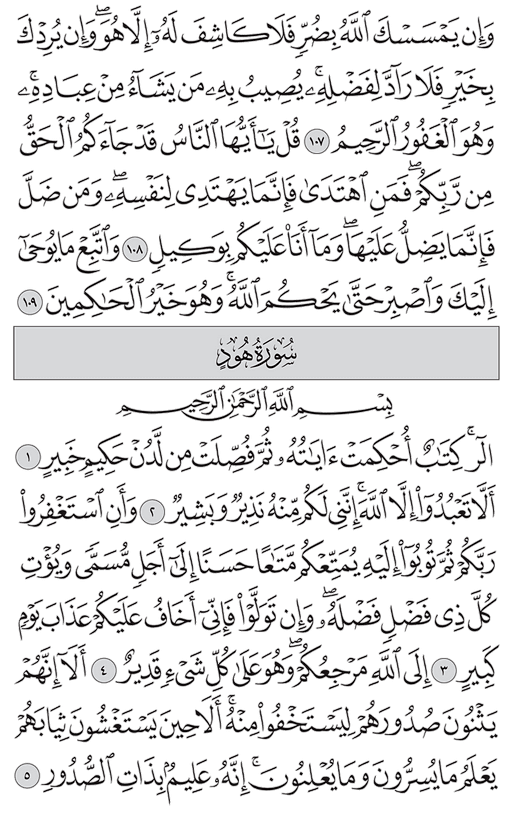 وَإِن يَمْسَسْكَ ٱللَّهُ بِضُرٍّ فَلَا كَاشِفَ لَهُۥٓ إِلَّا هُوَ ۖ وَإِن يُرِدْكَ
بِخَيْرٍ فَلَا رَآدَّ لِفَضْلِهِۦ ۚ يُصِيبُ بِهِۦ مَن يَشَآءُ مِنْ عِبَادِهِۦ ۚ
وَهُوَ ٱلْغَفُورُ ٱلرَّحِيمُ ١٠٧ قُلْ يَـٰٓأَيُّهَا ٱلنَّاسُ قَدْ جَآءَكُمُ ٱلْحَقُّ
مِن رَّبِّكُمْ ۖ فَمَنِ ٱهْتَدَىٰ فَإِنَّمَا يَهْتَدِى لِنَفْسِهِۦ ۖ وَمَن ضَلَّ
فَإِنَّمَا يَضِلُّ عَلَيْهَا ۖ وَمَآ أَنَا۠ عَلَيْكُم بِوَكِيلٍ ١٠٨ وَٱتَّبِعْ مَا يُوحَىٰٓ
إِلَيْكَ وَٱصْبِرْ حَتَّىٰ يَحْكُمَ ٱللَّهُ ۚ وَهُوَ خَيْرُ ٱلْحَـٰكِمِينَ ١٠٩
سُورَةُ هُودٍ
بِسْمِ ٱللَّهِ ٱلرَّحْمَـٰنِ ٱلرَّحِيمِ
الٓر ۚ كِتَـٰبٌ أُحْكِمَتْ ءَايَـٰتُهُۥ ثُمَّ فُصِّلَتْ مِن لَّدُنْ حَكِيمٍ خَبِيرٍ ١
أَلَّا تَعْبُدُوٓا۟ إِلَّا ٱللَّهَ ۚ إِنَّنِى لَكُم مِّنْهُ نَذِيرٌ وَبَشِيرٌ ٢ وَأَنِ ٱسْتَغْفِرُوا۟
رَبَّكُمْ ثُمَّ تُوبُوٓا۟ إِلَيْهِ يُمَتِّعْكُم مَّتَـٰعًا حَسَنًا إِلَىٰٓ أَجَلٍ مُّسَمًّى وَيُؤْتِ
كُلَّ ذِى فَضْلٍ فَضْلَهُۥ ۖ وَإِن تَوَلَّوْا۟ فَإِنِّىٓ أَخَافُ عَلَيْكُمْ عَذَابَ يَوْمٍ
كَبِيرٍ ٣ إِلَى ٱللَّهِ مَرْجِعُكُمْ ۖ وَهُوَ عَلَىٰ كُلِّ شَىْءٍ قَدِيرٌ ٤ أَلَآ إِنَّهُمْ
يَثْنُونَ صُدُورَهُمْ لِيَسْتَخْفُوا۟ مِنْهُ ۚ أَلَا حِينَ يَسْتَغْشُونَ ثِيَابَهُمْ
يَعْلَمُ مَا يُسِرُّونَ وَمَا يُعْلِنُونَ ۚ إِنَّهُۥ عَلِيمٌۢ بِذَاتِ ٱلصُّدُورِ ٥